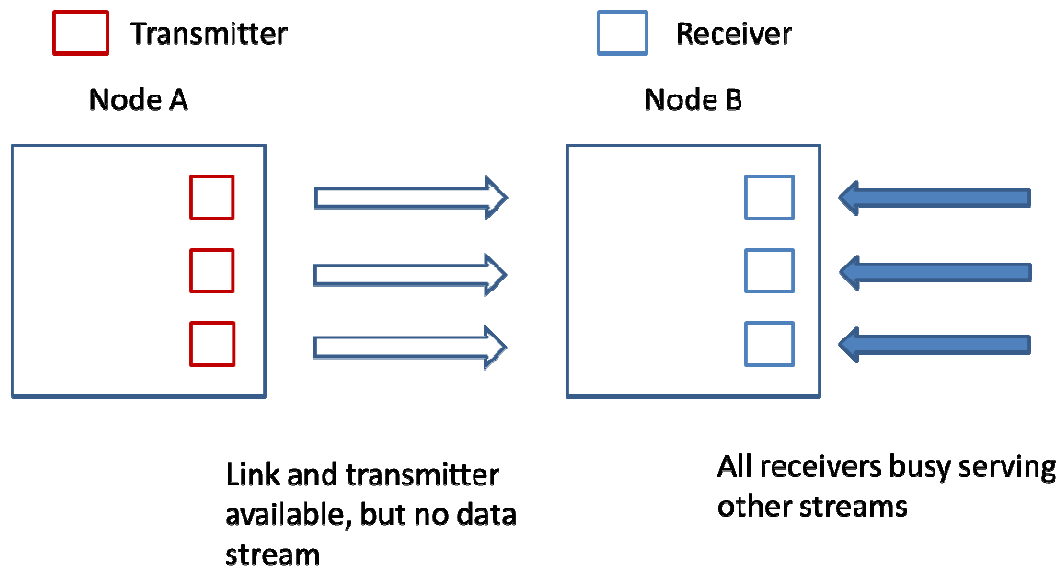 Transmitter
Receiver
Node A
Node B
Link and transmitter
available, but no data
stream
All receivers busy serving
other streams